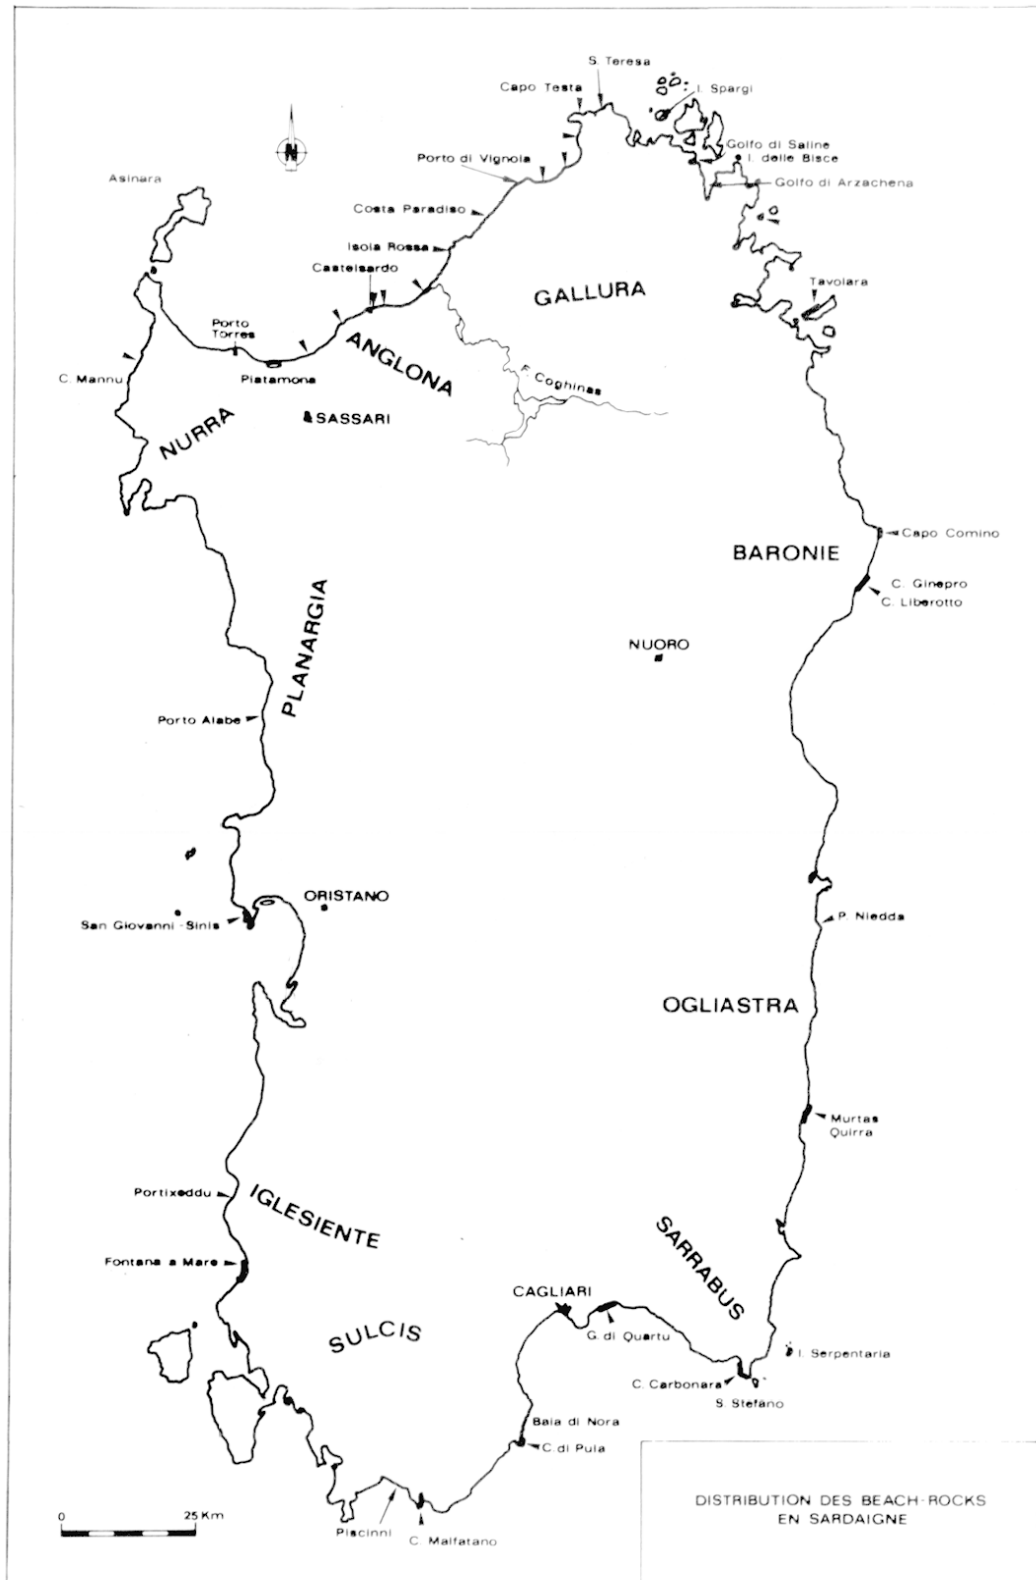 S. Teresa
Capo Testa
I. Spargi
Golfo di Saline
I. delle Bisce
Porto di Vignola
Golfo di Arzachena
N
Asinara
Costa Paradiso
Isola Rossa
Castelsardo
GALLURA
Tavolara
Porto
Torres
ANGLONA
C. Mannu
Platamona
F. Coghinas
NURRA
SASSARI
Capo Comino
BARONIE
C. Ginepro
C. Liberotto
PLANARGIA
NUORO
Porto Alabe
ORISTANO
San Giovanni-Sinis
P. Niedda
OGLIASTRA
Murtas
Quirra
Portixeddu
IGLESIENTE
Fontana a Mare
SARRABUS
CAGLIARI
SULCIS
G. di Quartu
I. Serpentaria
C. Carbonara
S. Stefano
Baia di Nora
C. di Pula
DISTRIBUTION DES BEACH-ROCKS
EN SARDAIGNE
0 25 Km
Piscinni
C. Malfatano